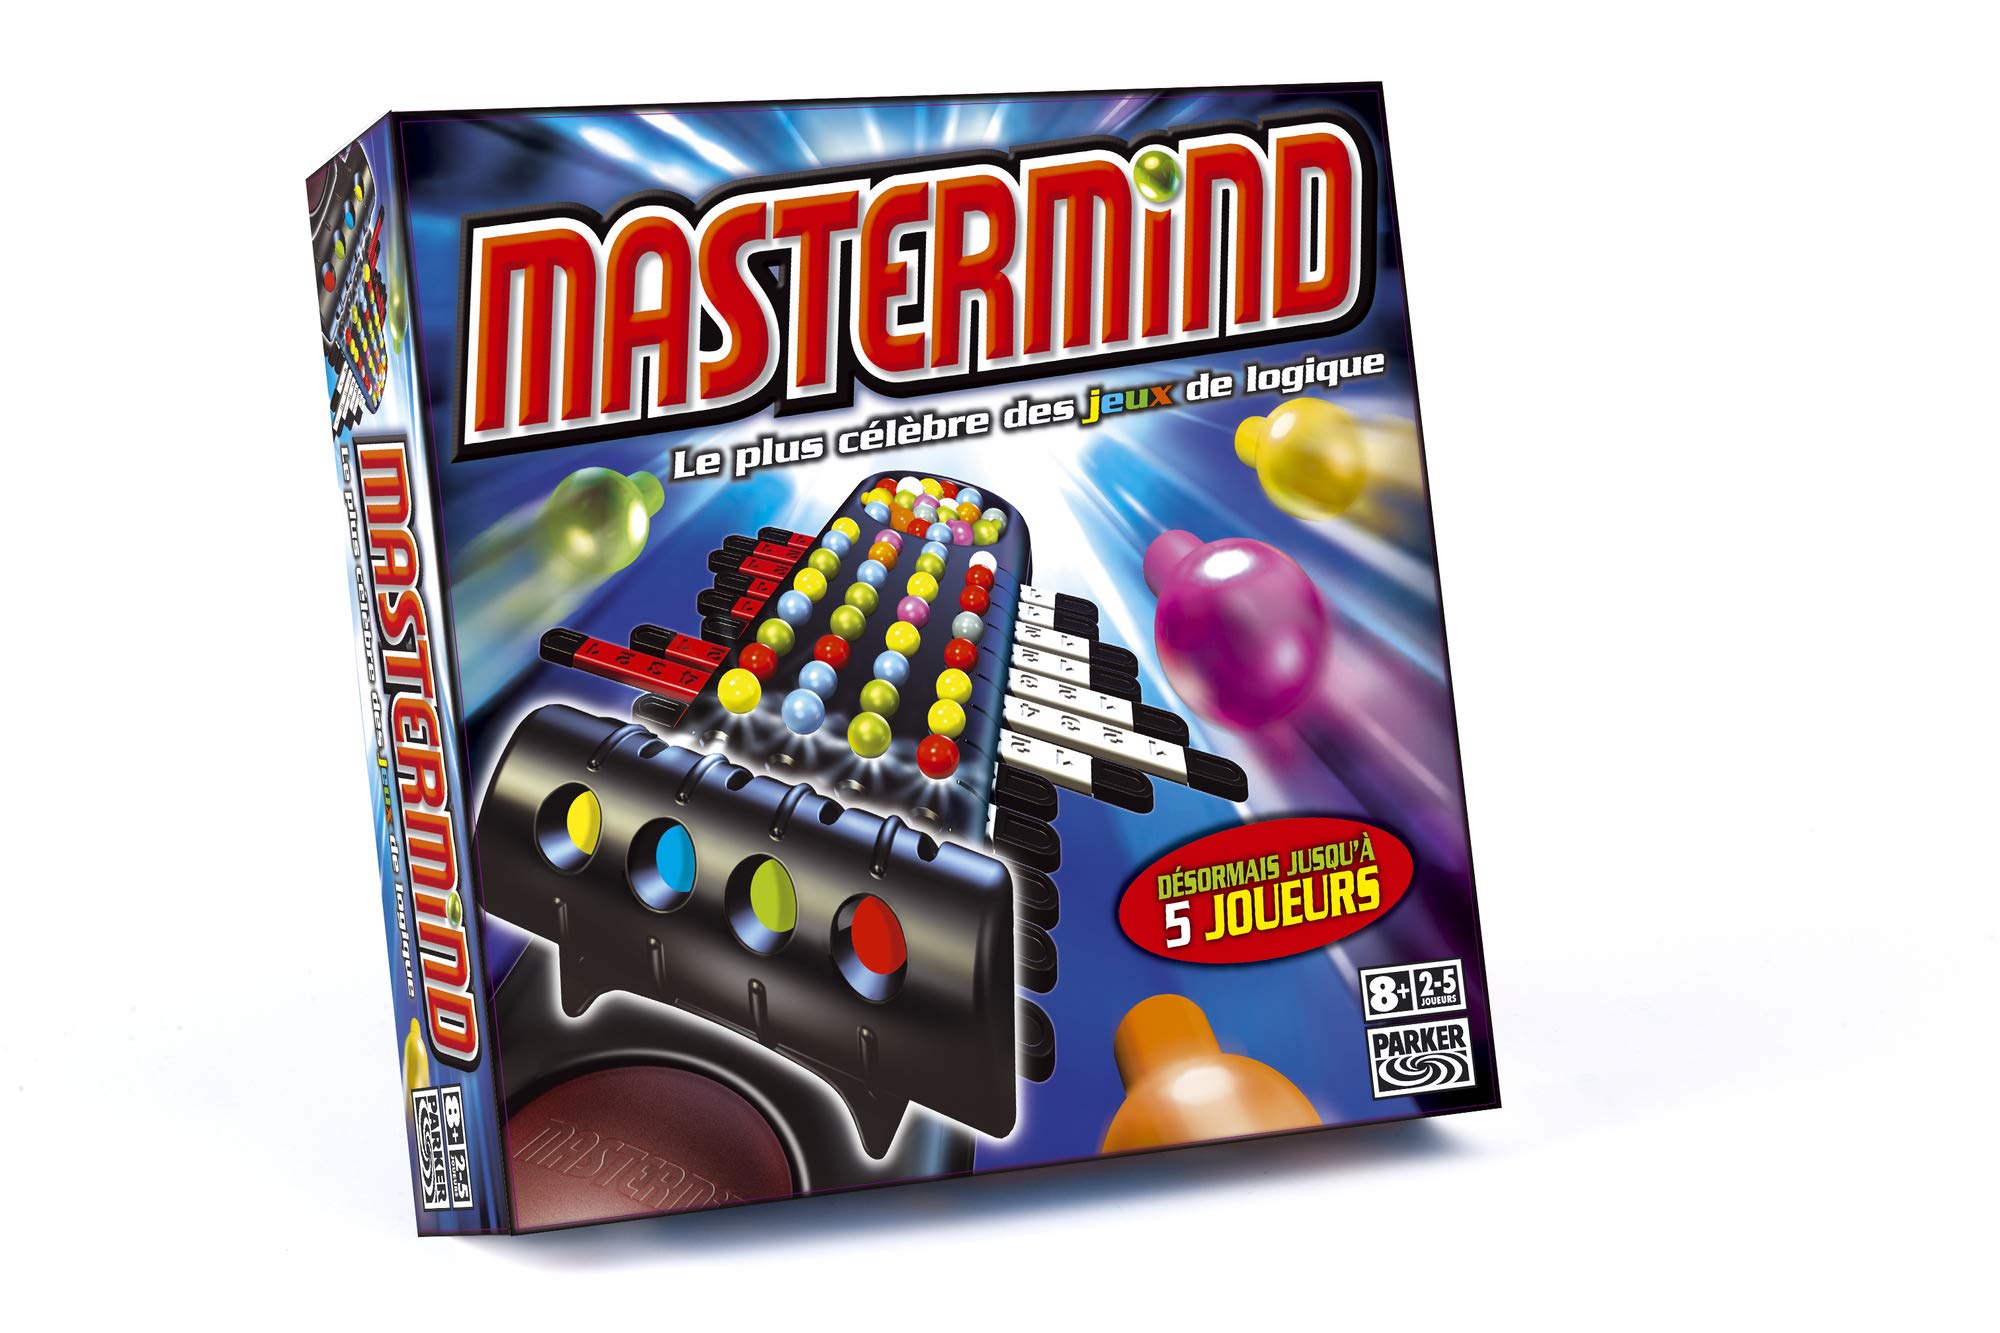 MASTERMiND
Le plus célèbre des jeux de logique
DÉSORMAIS JUSQU'À
5 JOUEURS
8+
2-5
JOUEURS
PARKER
MASTERMIND
Le plus célèbre des jeux de logique
MASTERMiND
8+
2-5
JOUEURS
PARKER